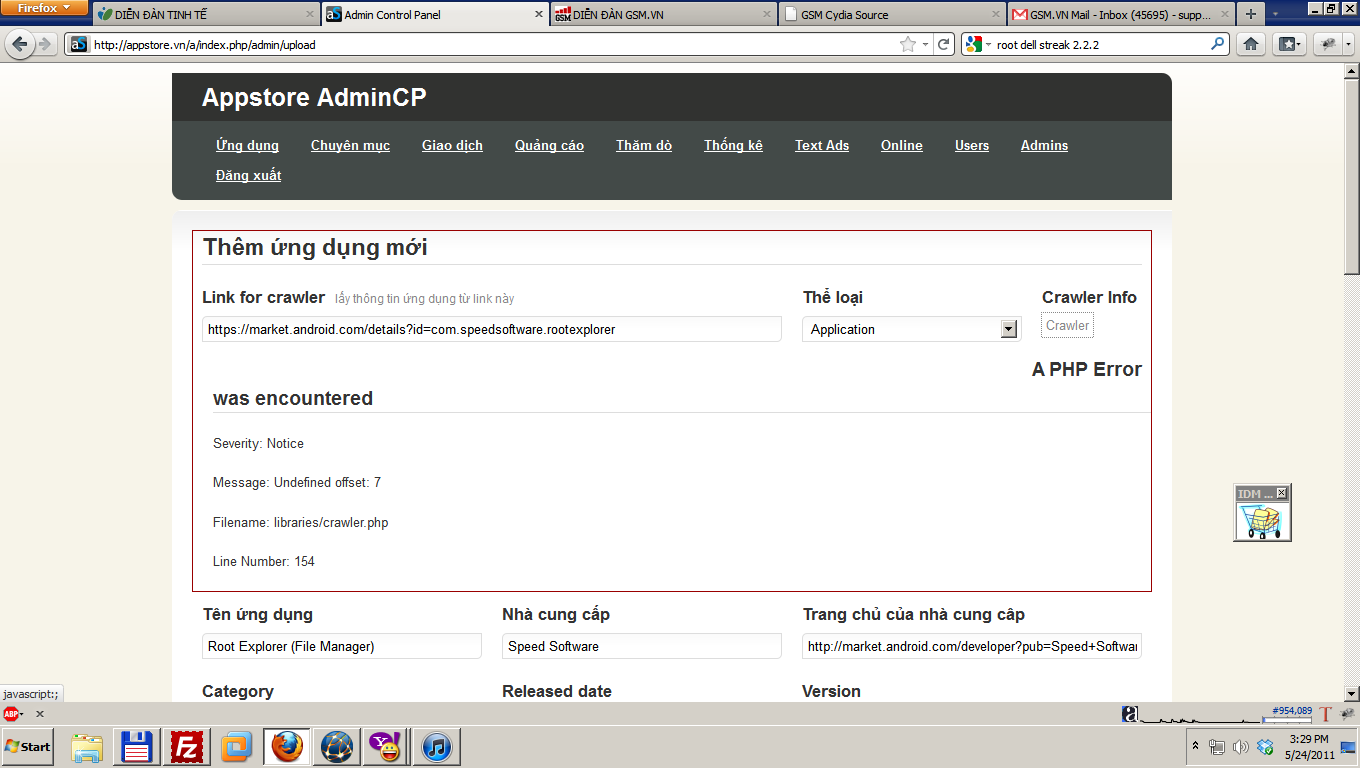 Firefox
DIỄN ĐÀN TINH TẾ
Admin Control Panel
GSM
DIỄN ĐÀN GSM.VN
GSM Cydia Source
GSM.VN Mail - Inbox (45695) - supp...
http://appstore.vn/a/index.php/admin/upload
root dell streak 2.2.2
Appstore AdminCP
Ứng dụng
Chuyên mục
Giao dịch
Quảng cáo
Thăm dò
Thống kê
Text Ads
Online
Users
Admins
Đăng xuất
Thêm ứng dụng mới
Link for crawler lấy thông tin ứng dụng từ link này
Thể loại
Crawler Info
https://market.android.com/details?id=com.speedsoftware.rootexplorer
Application
Crawler
A PHP Error
was encountered
Severity: Notice
Message: Undefined offset: 7
Filename: libraries/crawler.php
Line Number: 154
IDM ...
Tên ứng dụng
Nhà cung cấp
Trang chủ của nhà cung câp
Root Explorer (File Manager)
Speed Software
http://market.android.com/developer?pub=Speed+Softwar
Category
Released date
Version
javascript:;
ABP
#954,089
Start
3:29 PM
5/24/2011